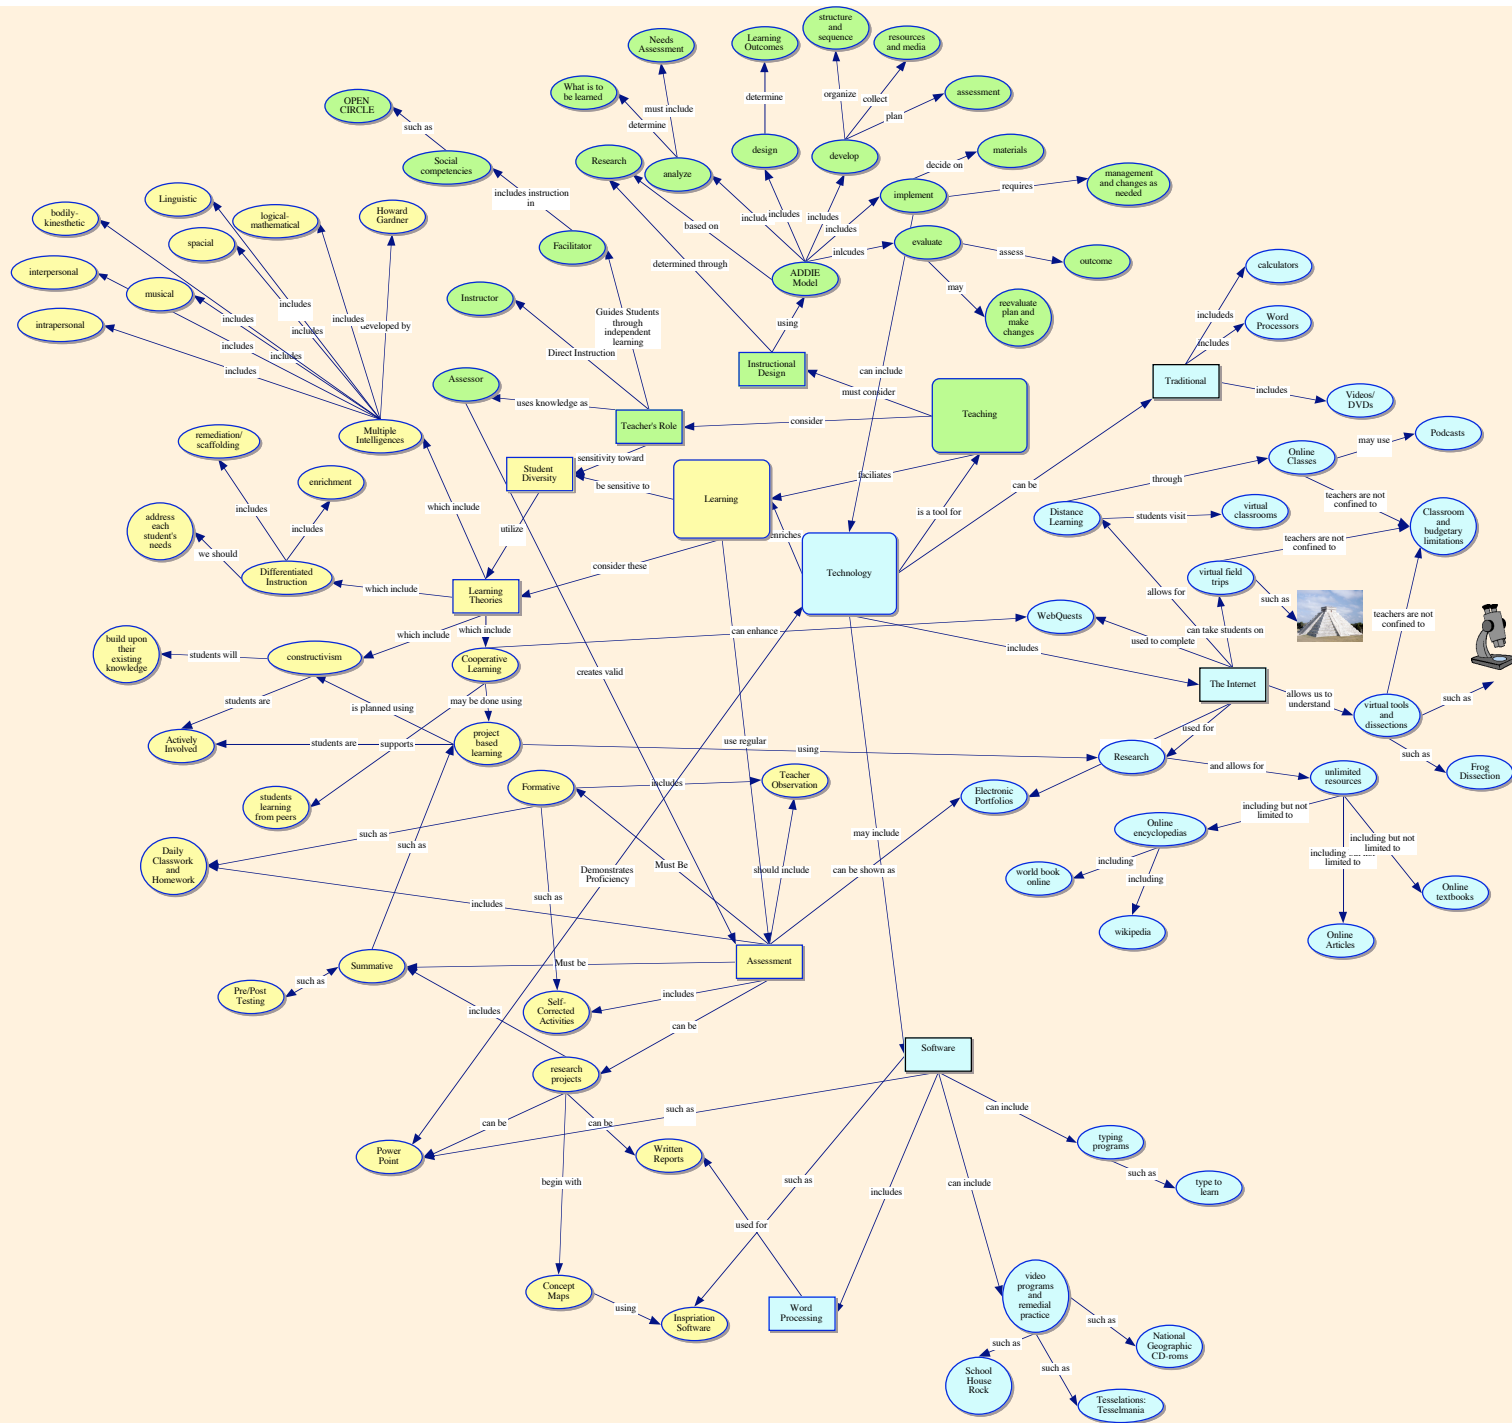 structure
and
sequence
Needs
Assessment
Learning
Outcomes
resources
and media
What is to
be learned
OPEN
CIRCLE
determine
organize
collect
assessment
must include
plan
such as
determine
Social
competencies
Research
analyze
design
develop
decide on
materials
includes instruction
in
implement
requires
management
and changes as
needed
Linguistic
bodily-
kinesthetic
logical-
mathematical
Howard
Gardner
spacial
Facilitator
based on
includes
includes
includes
inlcudes
evaluate
assess
outcome
interpersonal
musical
determined through
ADDIE
Model
calculators
intrapersonal
Instructor
Guides Students
through
independent
learning
using
may
reevaluate
plan and
make
changes
includeds
Word
Processors
includes
includes
includes
developed by
includes
includes
includes
includes
Direct Instruction
Instructional
Design
can include
must consider
Traditional
includes
Videos/
DVDs
Assessor
uses knowledge as
Teacher's Role
consider
Teaching
Multiple
Intelligences
remediation/
scaffolding
sensitivity toward
Student
Diversity
be sensitive to
Learning
faciliates
Online
Classes
may use
Podcasts
enrichment
which include
can be
through
teachers are not
confined to
includes
includes
address
each
student's
needs
utilize
is a tool for
Distance
Learning
students visit
virtual
classrooms
Classroom
and
budgetary
limitations
enriches
teachers are not
confined to
we should
Differentiated
Instruction
which include
Learning
Theories
consider these
Technology
allows for
virtual field
trips
such as
teachers are not
confined to
build upon
their
existing
knowledge
students will
constructivism
which include
which include
can enhance
WebQuests
used to complete
can take students on
Cooperative
Learning
includes
The Internet
allows us to
understand
virtual tools
and
dissections
such as
creates valid
students are
is planned using
may be done using
Actively
Involved
students are
supports
project
based
learning
use regular
using
used for
Research
and allows for
unlimited
resources
such as
Frog
Dissection
Formative
includes
Teacher
Observation
Electronic
Portfolios
students
learning
from peers
such as
such as
Daily
Classwork
and
Homework
Demonstrates
Proficiency
Must Be
should include
can be shown as
may include
including but not
limited to
Online
encyclopedias
including but not
limited to
including
limited to
world book
online
including
including
Online
textbooks
such as
includes
wikipedia
Online
Articles
Summative
Must be
Assessment
such as
Pre/Post
Testing
Self-
Corrected
Activities
includes
includes
can be
Software
research
projects
such as
can include
can be
can be
typing
programs
such as
type to
learn
Power
Point
Written
Reports
begin with
such as
includes
can include
used for
Concept
Maps
using
Inspriation
Software
Word
Processing
video
programs
and
remedial
practice
such as
National
Geographic
CD-roms
such as
such as
School
House
Rock
Tesselations:
Tesselmania